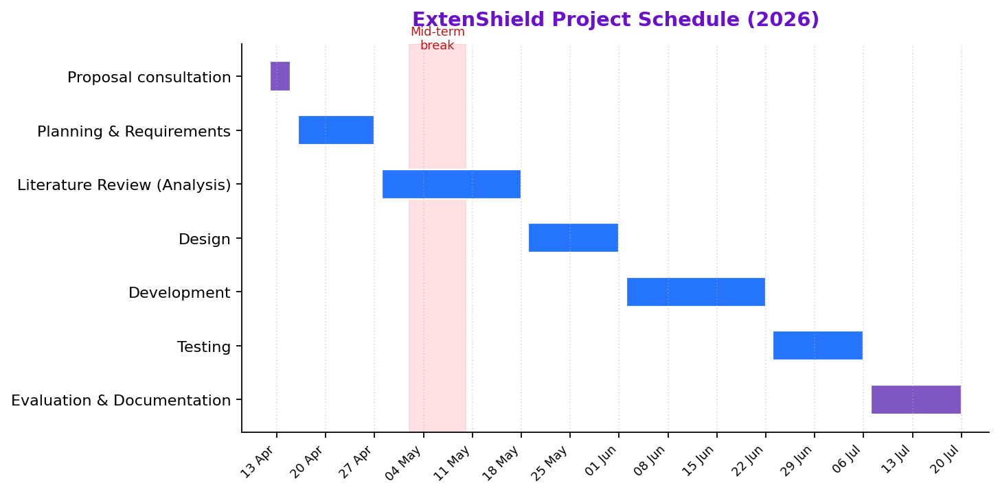 ExtenShield Project Schedule (2026)
Mid-term
break
Proposal consultation
Planning & Requirements
Literature Review (Analysis)
Design
Development
Testing
Evaluation & Documentation
13 Apr
20 Apr
27 Apr
04 May
11 May
18 May
25 May
01 Jun
08 Jun
15 Jun
22 Jun
29 Jun
06 Jul
13 Jul
20 Jul